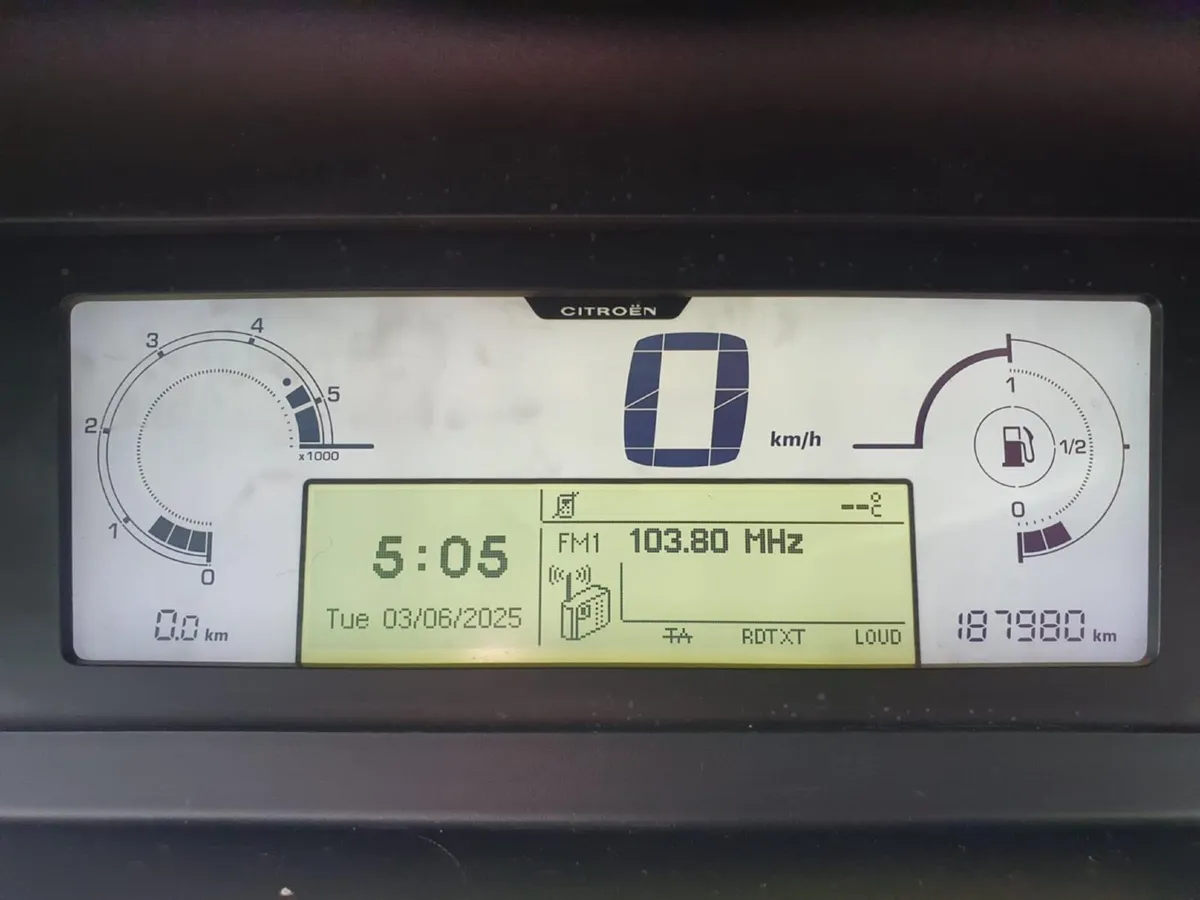 CITROËN
4
3
5
2
x1000
1
0
0.0 km
0 km/h
1
1/2
0
187980 km
5:05
Tue 03/06/2025
--°C
FM1 103.80 MHz
TA RDTXT LOUD